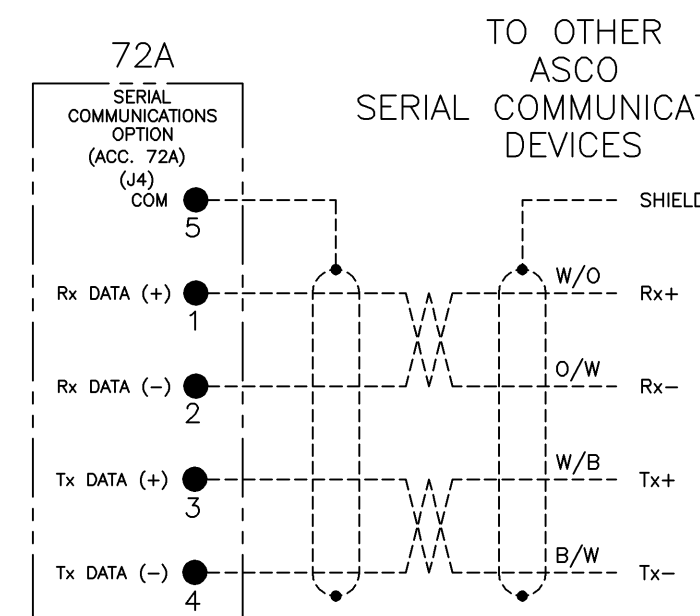 72A
SERIAL
COMMUNICATIONS
OPTION
(ACC. 72A)
(J4)
COM
5
Rx DATA (+)
1
Rx DATA (-)
2
Tx DATA (+)
3
Tx DATA (-)
4
TO OTHER
ASCO
SERIAL COMMUNICAT
DEVICES
SHIELD
W/O
Rx+
O/W
Rx-
W/B
Tx+
B/W
Tx-